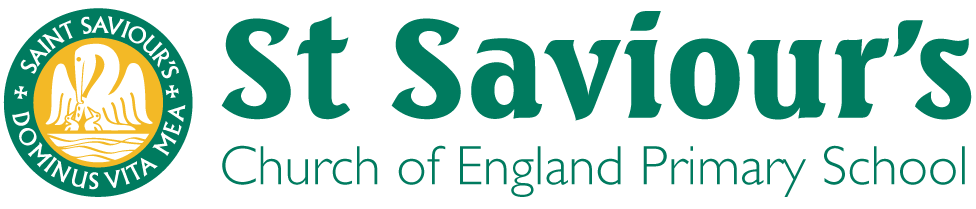 SAINT SAVIOUR'S
DOMINUS VITA MEA
St Saviour's
Church of England Primary School